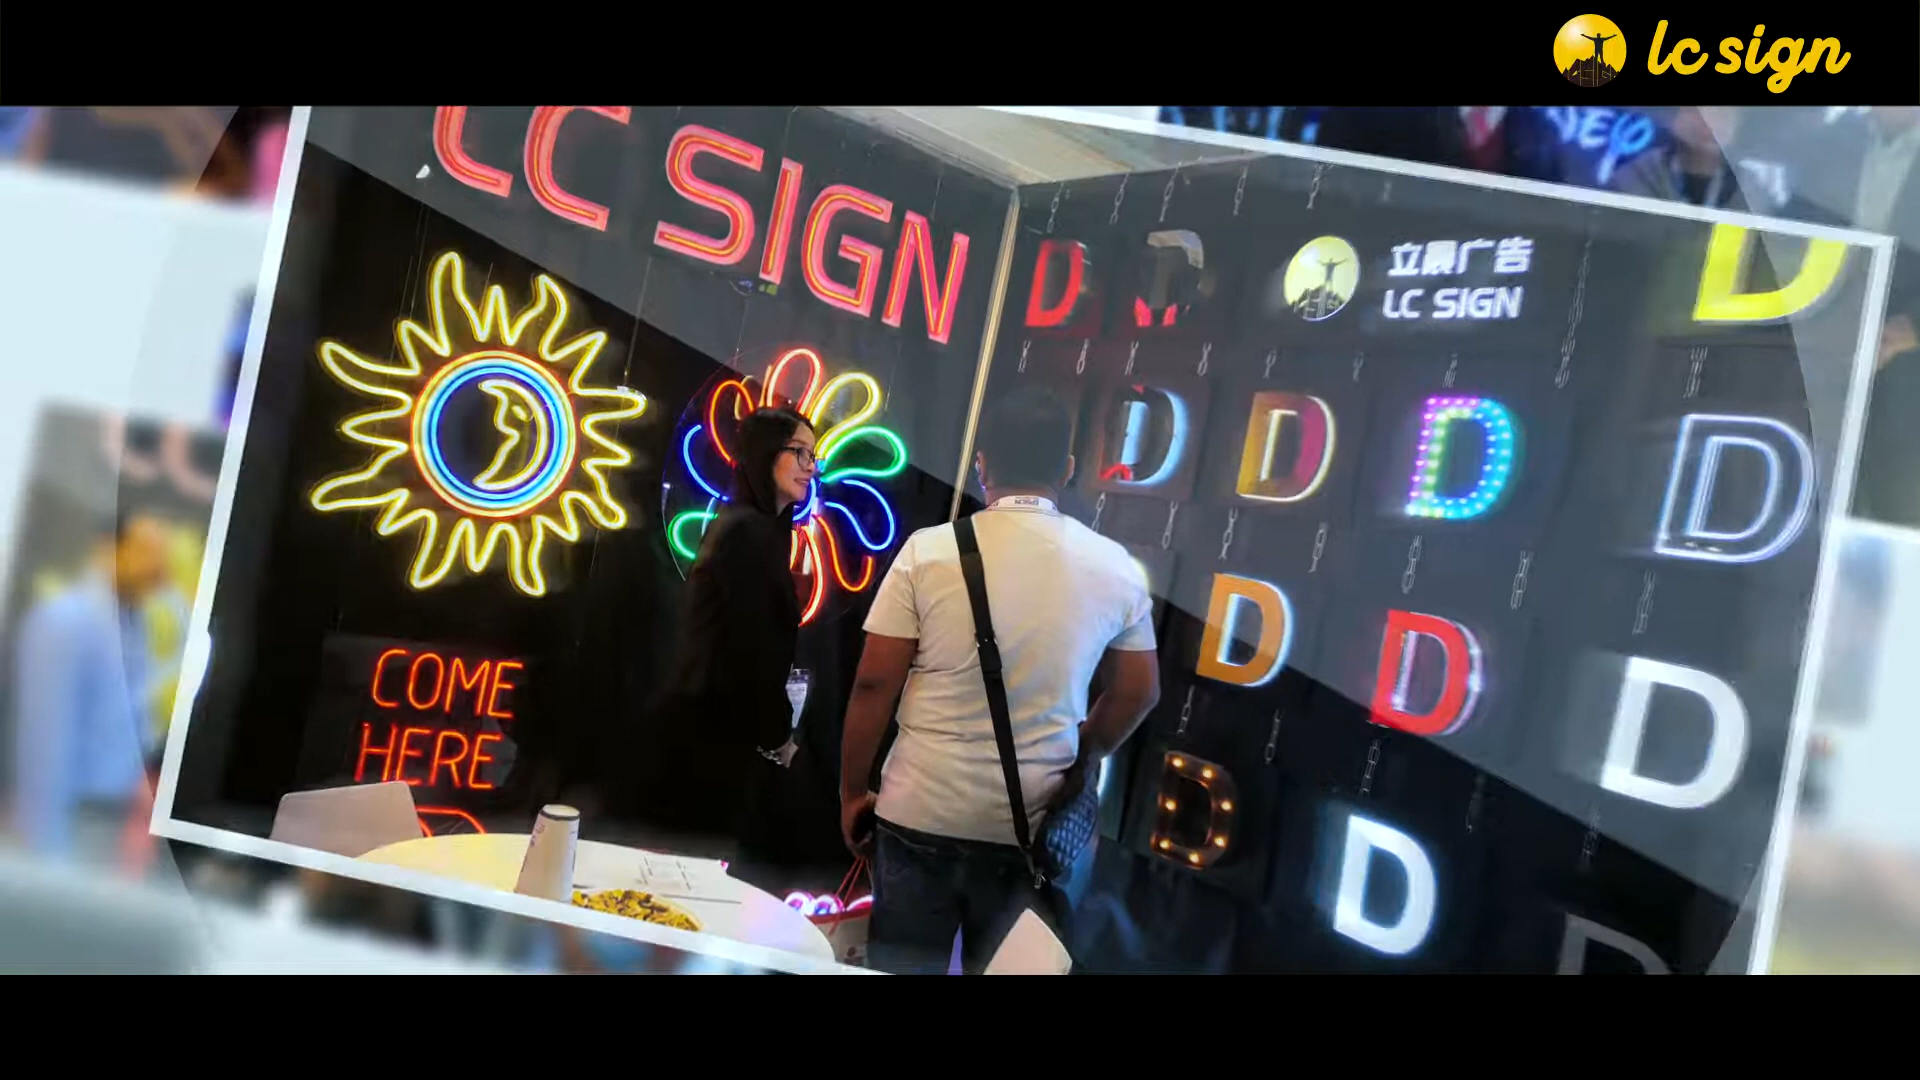 lc sign
LC SIGN
立晨广告
LC SIGN
D D
D
D D D D
D D D
D D
D
COME
HERE